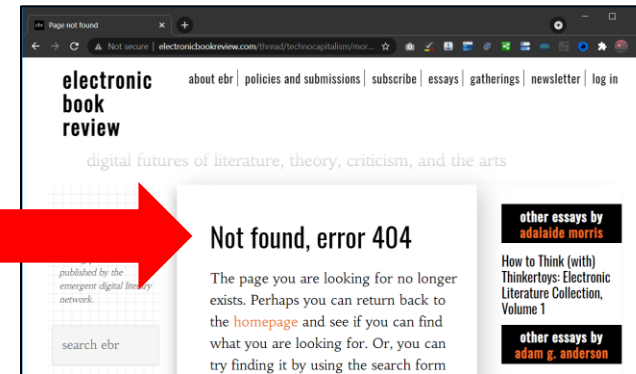 Page not found
Not secure | electronicbookreview.com/thread/technocapitalism/mor...
electronic
book
review
about ebr | policies and submissions | subscribe | essays | gatherings | newsletter | log in
digital futures of literature, theory, criticism, and the arts
published by the
emergent digital literary
network.
search ebr
Not found, error 404
The page you are looking for no longer
exists. Perhaps you can return back to
the homepage and see if you can find
what you are looking for. Or, you can
try finding it by using the search form
other essays by
adalaide morris
How to Think (with)
Thinkertoys: Electronic
Literature Collection,
Volume 1
other essays by
adam g. anderson